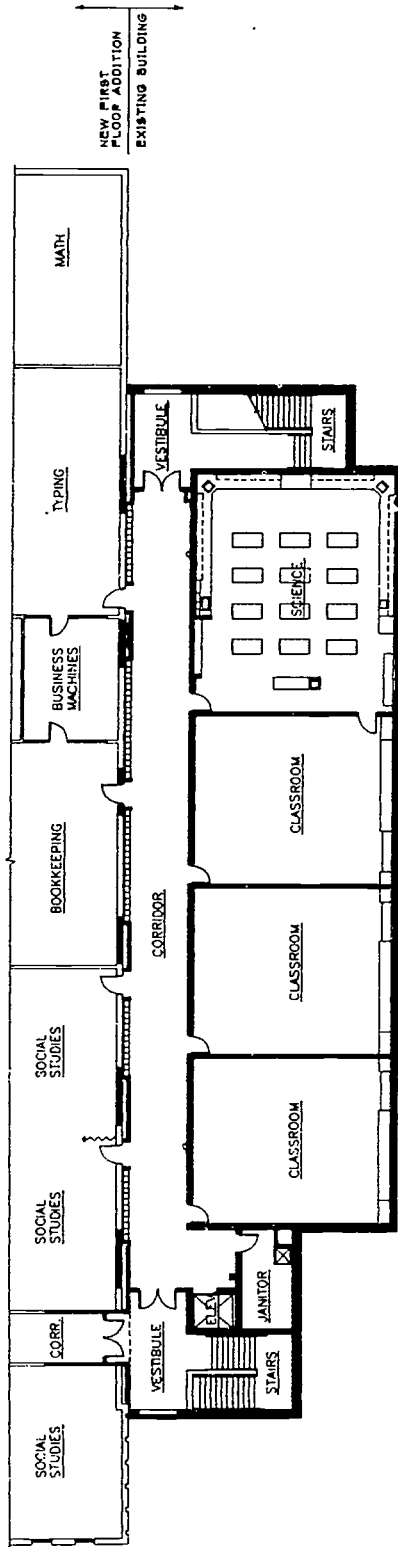 NEW FIRST
FLOOR ADDITION
EXISTING BUILDING
SOCIAL
STUDIES
CORR.
SOCIAL
STUDIES
SOCIAL
STUDIES
BOOKKEEPING
BUSINESS
MACHINES
TYPING
MATH
VESTIBULE
CORRIDOR
VESTIBULE
ELEV
STAIRS
JANITOR
CLASSROOM
CLASSROOM
CLASSROOM
SCIENCE
STAIRS